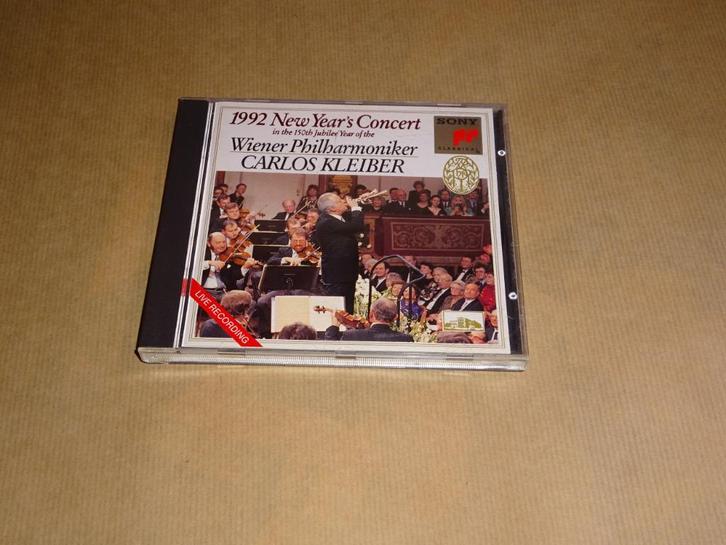 1992 New Year's Concert
in the 150th Jubilee Year of the
Wiener Philharmoniker
CARLOS KLEIBER
SONY
CLASSICAL
LIVE RECORDING